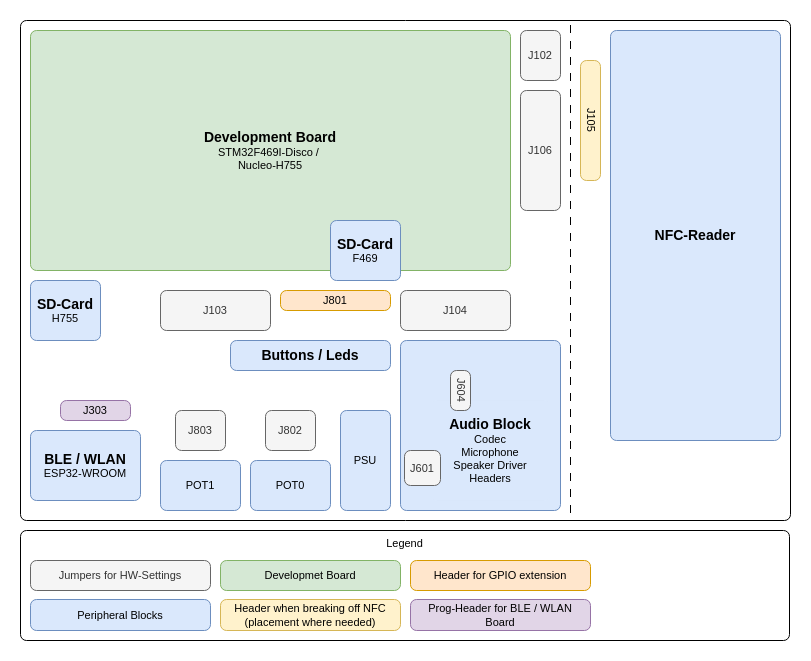 Development Board
STM32F469I-Disco /
Nucleo-H755
J102
J106
J105
NFC-Reader
SD-Card
F469
SD-Card
H755
J103
J801
J104
Buttons / Leds
J303
BLE / WLAN
ESP32-WROOM
J803
J802
POT1
POT0
PSU
J604
J601
Audio Block
Codec
Microphone
Speaker Driver
Headers
Legend
Jumpers for HW-Settings
Developmet Board
Header for GPIO extension
Peripheral Blocks
Header when breaking off NFC
(placement where needed)
Prog-Header for BLE / WLAN
Board